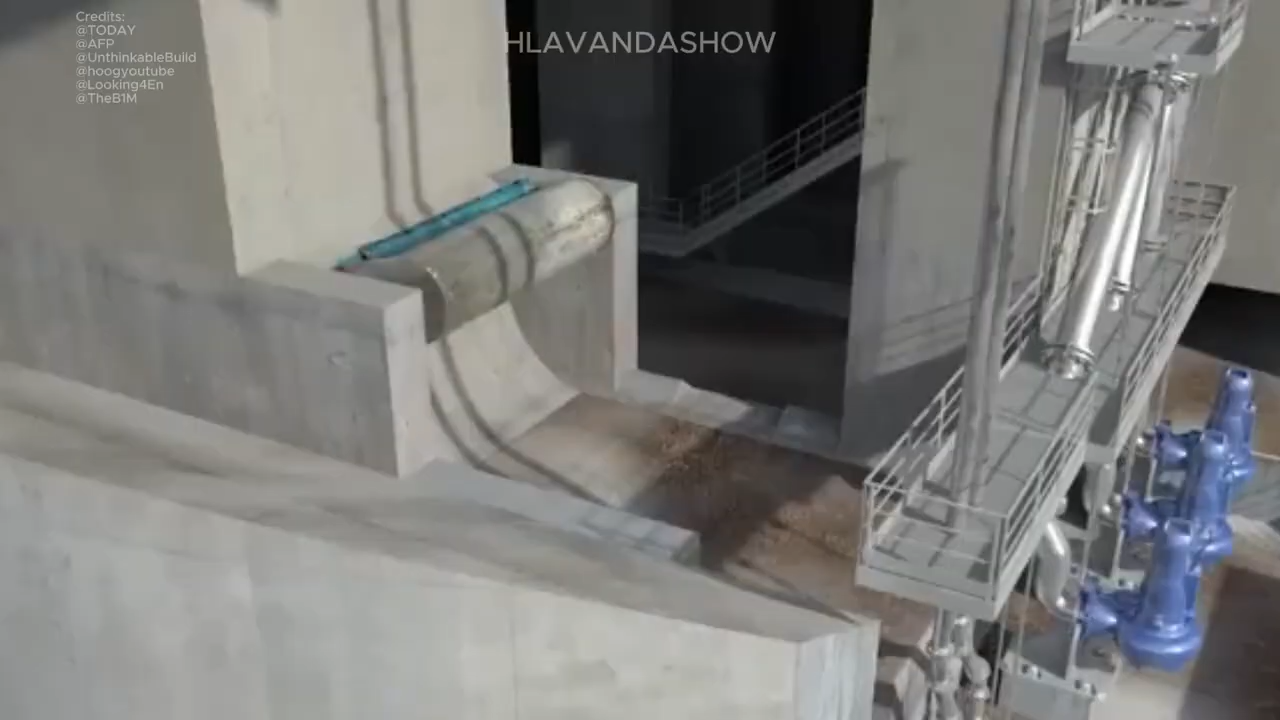 Credits:
@TODAY
@AFP
@UnthinkableBuild
@hoogyoutube
@Looking4En
@TheB1M
HLAVANDASHOW